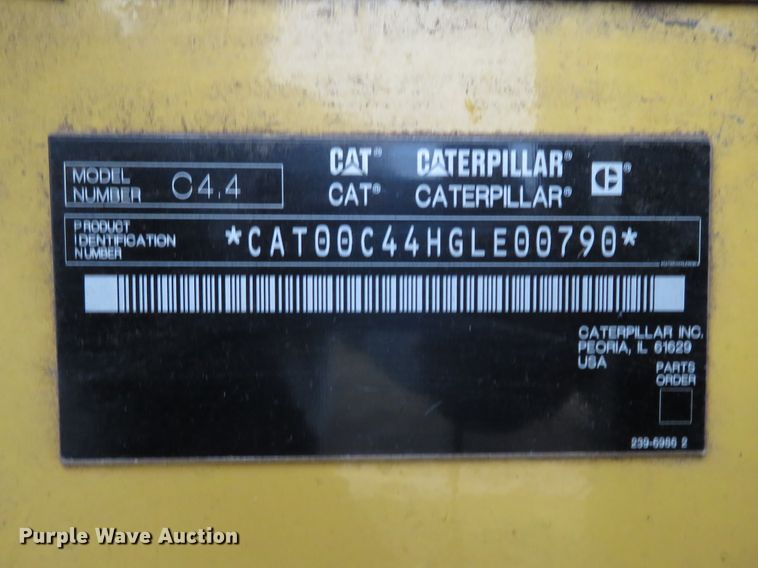 MODEL NUMBER C4.4
CAT® CATERPILLAR®
CAT® CATERPILLAR® CE®
PRODUCT
IDENTIFICATION
NUMBER
*CAT00C44HGLE00790*
CATERPILLAR INC.
PEORIA, IL 61629
USA
PARTS
ORDER
239-6986 2
Purple Wave Auction